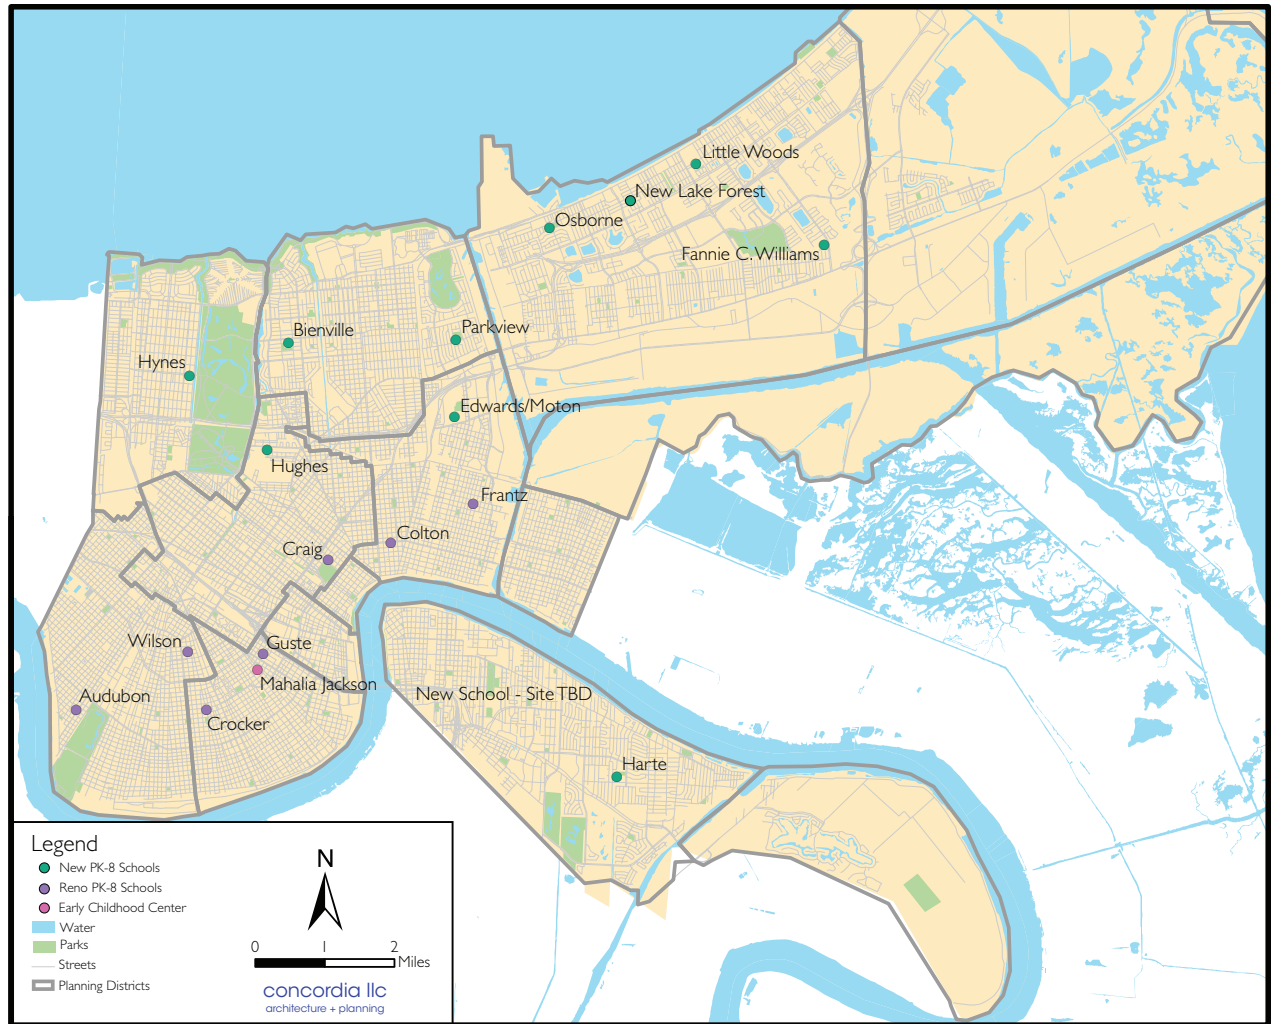 Little Woods
New Lake Forest
Osborne
Fannie C. Williams
Bienville
Parkview
Hynes
Edwards/Moton
Hughes
Frantz
Colton
Craig
Wilson
Guste
Mahalia Jackson
Audubon
New School - Site TBD
Crocker
Harte
Legend
New PK-8 Schools
Reno PK-8 Schools
Early Childhood Center
Water
Parks
Streets
Planning Districts
N
0 1 2
Miles
concordia llc
architecture + planning